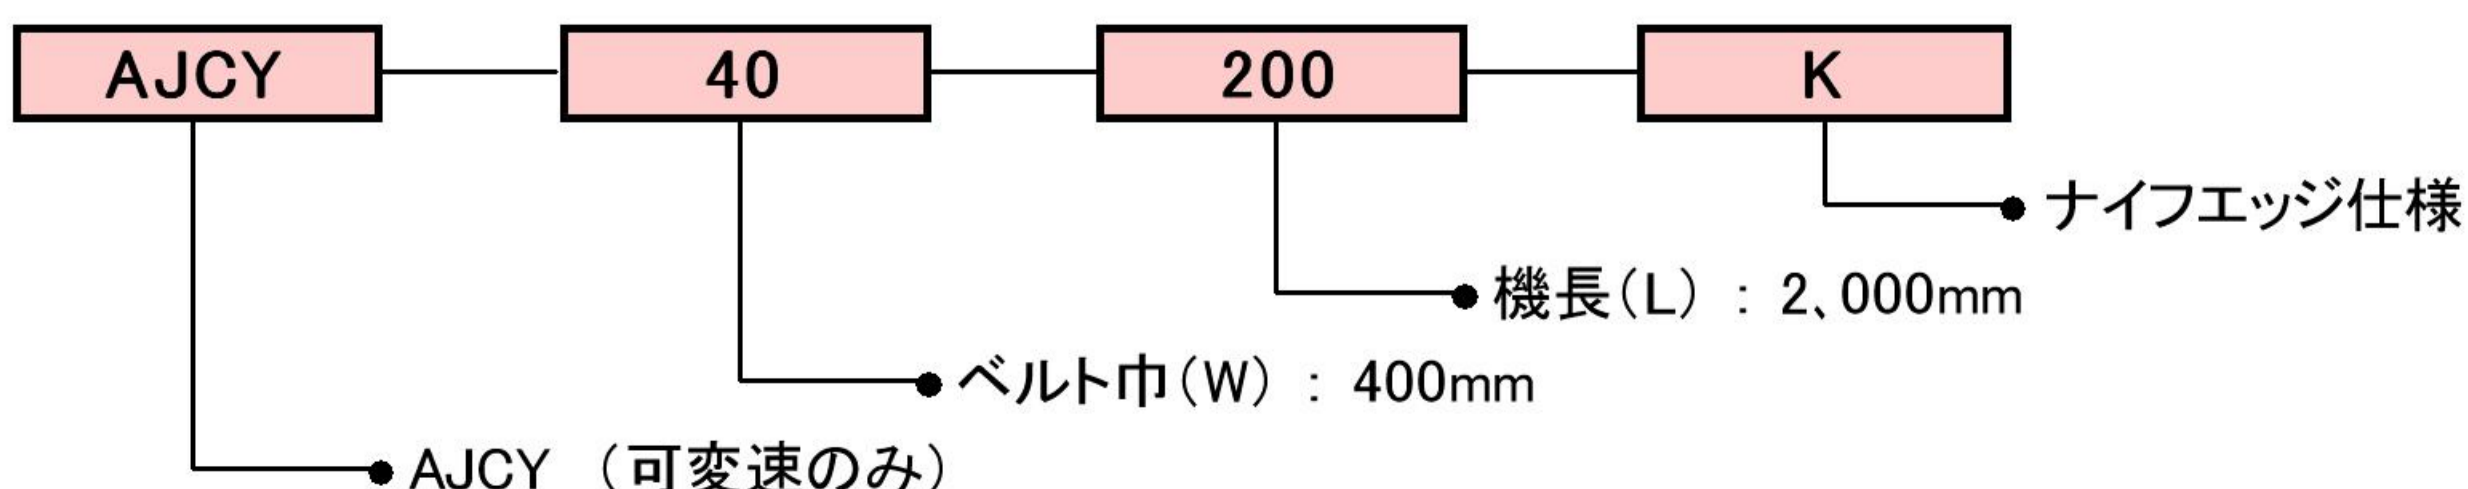 AJCY 40 200 K
ナイフエッジ仕様
機長(L) : 2、000mm
ベルト巾(W) : 400mm
AJCY (可変速のみ)